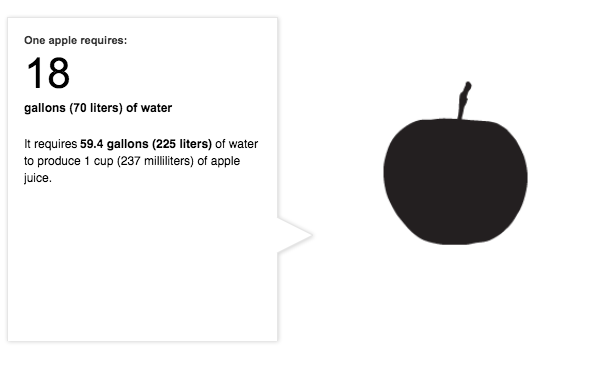 One apple requires:
18
gallons (70 liters) of water
It requires 59.4 gallons (225 liters) of water
to produce 1 cup (237 milliliters) of apple
juice.